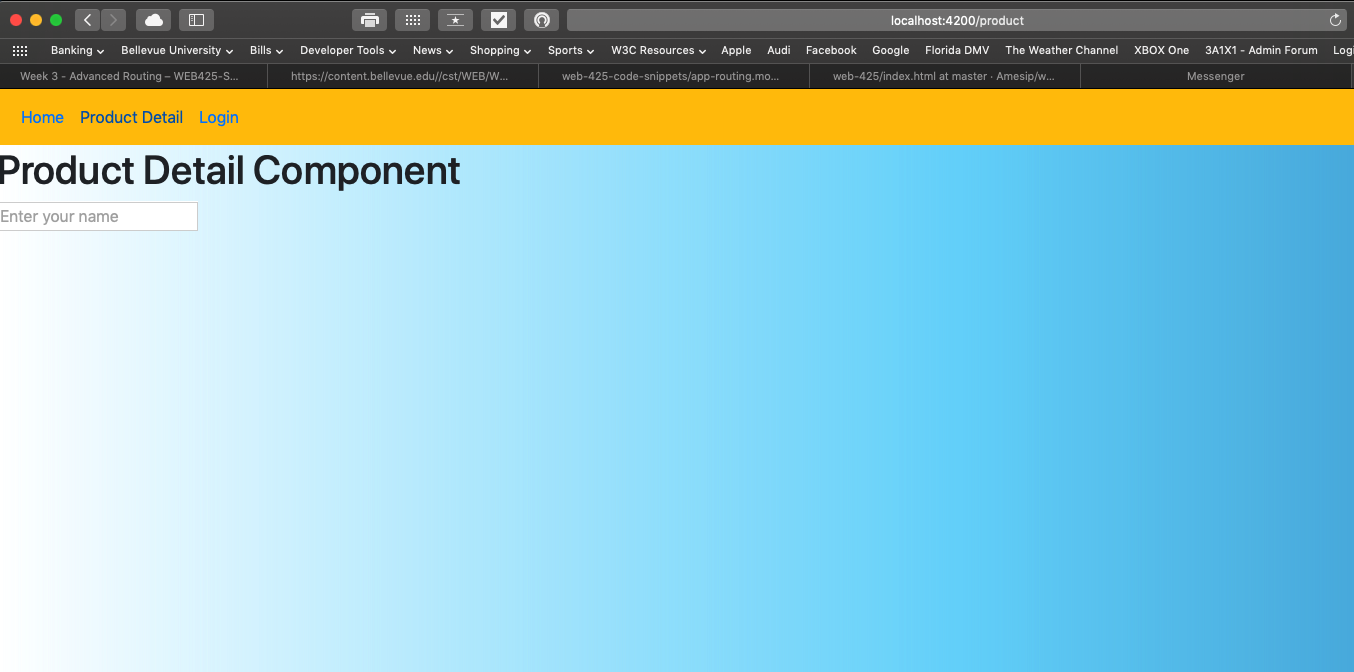 localhost:4200/product
Banking Bellevue University Bills Developer Tools News Shopping Sports W3C Resources Apple Audi Facebook Google Florida DMV The Weather Channel XBOX One 3A1X1 - Admin Forum Logi
Week 3 - Advanced Routing – WEB425-S... https://content.bellevue.edu//cst/WEB/W... web-425-code-snippets/app-routing.mo... web-425/index.html at master · Amesip/w... Messenger
Home Product Detail Login
Product Detail Component
Enter your name